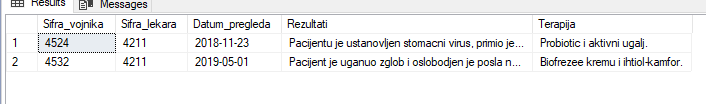 Results Messages
Sifra_vojnika Sifra_lekara Datum_pregleda Rezultati Terapija
1 4524 4211 2018-11-23 Pacijentu je ustanovljen stomacni virus, primio je... Probiotic i aktivni ugalj.
2 4532 4211 2019-05-01 Pacijent je uganuo zglob i oslobodjen je posla n... Biofrezee kremu i ihtiol-kamfor.